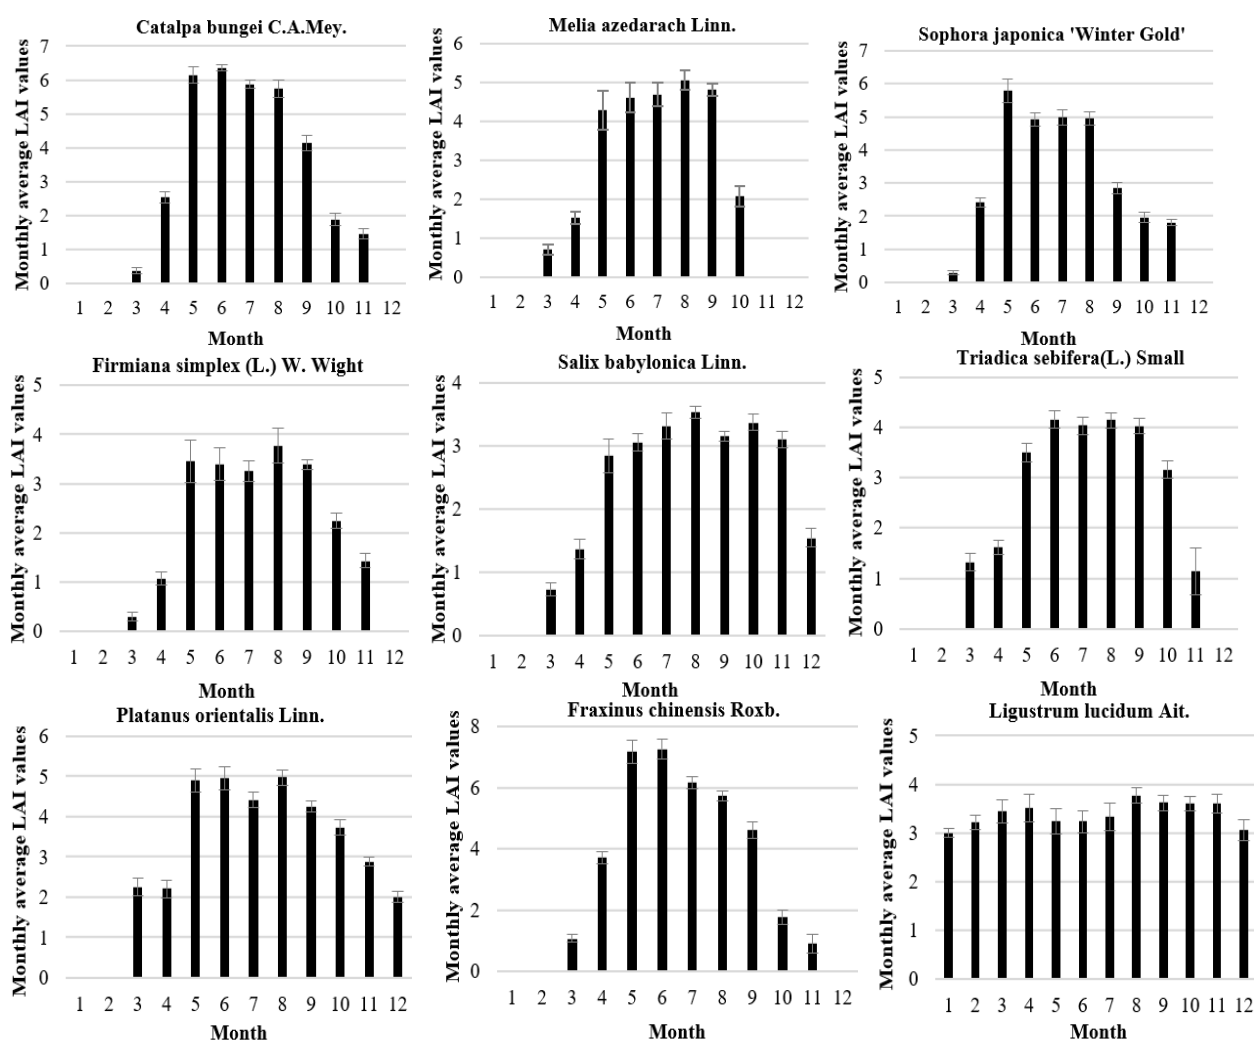 Catalpa bungei C.A.Mey.
Monthly average LAI values
7
6
5
4
3
2
1
0
1 2 3 4 5 6 7 8 9 10 11 12
Month
Melia azedarach Linn.
Monthly average LAI values
6
5
4
3
2
1
0
1 2 3 4 5 6 7 8 9 10 11 12
Month
Sophora japonica 'Winter Gold'
Monthly average LAI values
7
6
5
4
3
2
1
0
1 2 3 4 5 6 7 8 9 10 11 12
Month
Firmiana simplex (L.) W. Wight
Monthly average LAI values
5
4
3
2
1
0
1 2 3 4 5 6 7 8 9 10 11 12
Month
Salix babylonica Linn.
Monthly average LAI values
4
3
2
1
0
1 2 3 4 5 6 7 8 9 10 11 12
Month
Triadica sebifera(L.) Small
Monthly average LAI values
5
4
3
2
1
0
1 2 3 4 5 6 7 8 9 10 11 12
Month
Platanus orientalis Linn.
Monthly average LAI values
6
5
4
3
2
1
0
1 2 3 4 5 6 7 8 9 10 11 12
Month
Fraxinus chinensis Roxb.
Monthly average LAI values
8
6
4
2
0
1 2 3 4 5 6 7 8 9 10 11 12
Month
Ligustrum lucidum Ait.
Monthly average LAI values
5
4
3
2
1
0
1 2 3 4 5 6 7 8 9 10 11 12
Month